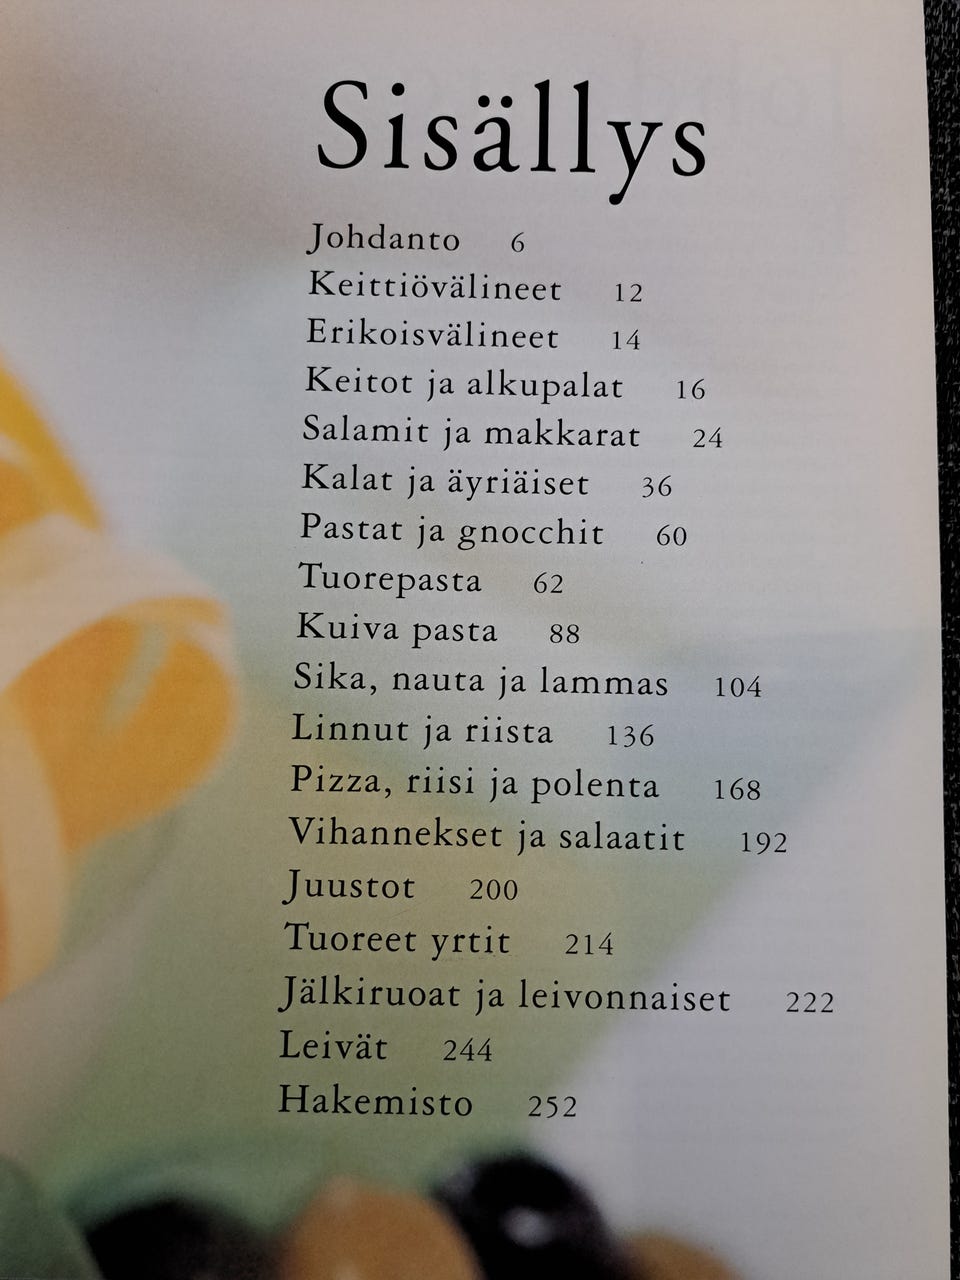 Sisällys
Johdanto 6
Keittiövälineet 12
Erikoisvälineet 14
Keitot ja alkupalat 16
Salamit ja makkarat 24
Kalat ja äyriäiset 36
Pastat ja gnocchit 60
Tuorepasta 62
Kuiva pasta 88
Sika, nauta ja lammas 104
Linnut ja riista 136
Pizza, riisi ja polenta 168
Vihannekset ja salaatit 192
Juustot 200
Tuoreet yrtit 214
Jälkiruoat ja leivonnaiset 222
Leivät 244
Hakemisto 252